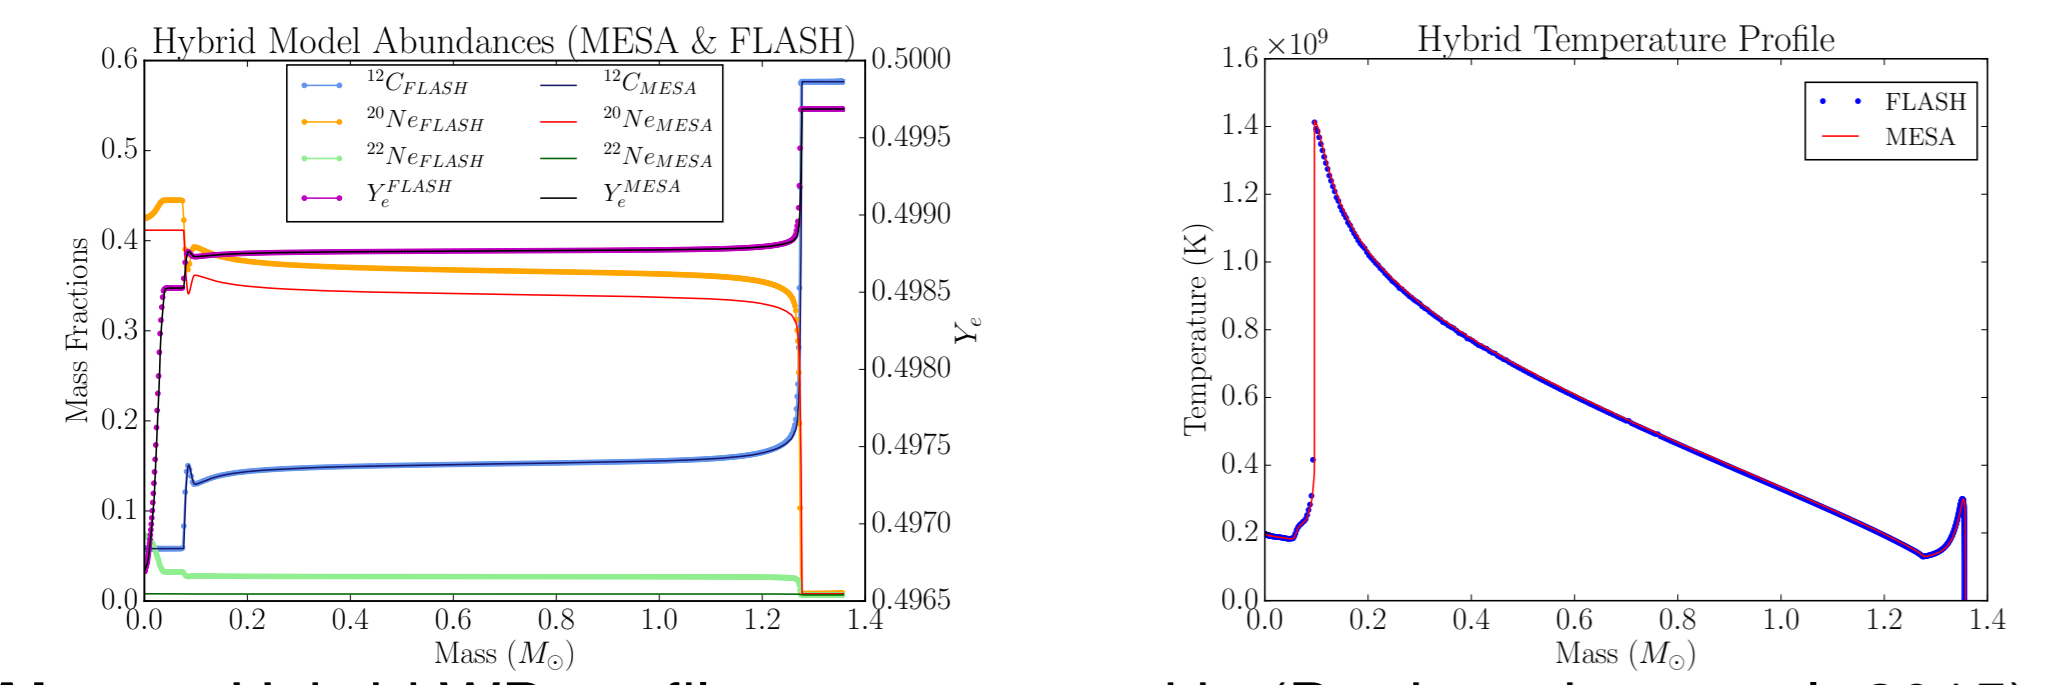 Hybrid Model Abundances (MESA & FLASH)
0.6
0.5
0.4
0.3
0.2
0.1
0.0
Mass Fractions
¹²C_FLASH
²⁰Ne_FLASH
²²Ne_FLASH
Y_e^FLASH
¹²C_MESA
²⁰Ne_MESA
²²Ne_MESA
Y_e^MESA
0.5000
0.4995
0.4990
0.4985
0.4980
0.4975
0.4970
0.4965
Y_e
0.0 0.2 0.4 0.6 0.8 1.0 1.2 1.4
Mass (M_☉)
Hybrid Temperature Profile
×10⁹
1.6
1.4
1.2
1.0
0.8
0.6
0.4
0.2
0.0
Temperature (K)
FLASH
MESA
0.0 0.2 0.4 0.6 0.8 1.0 1.2 1.4
Mass (M_☉)